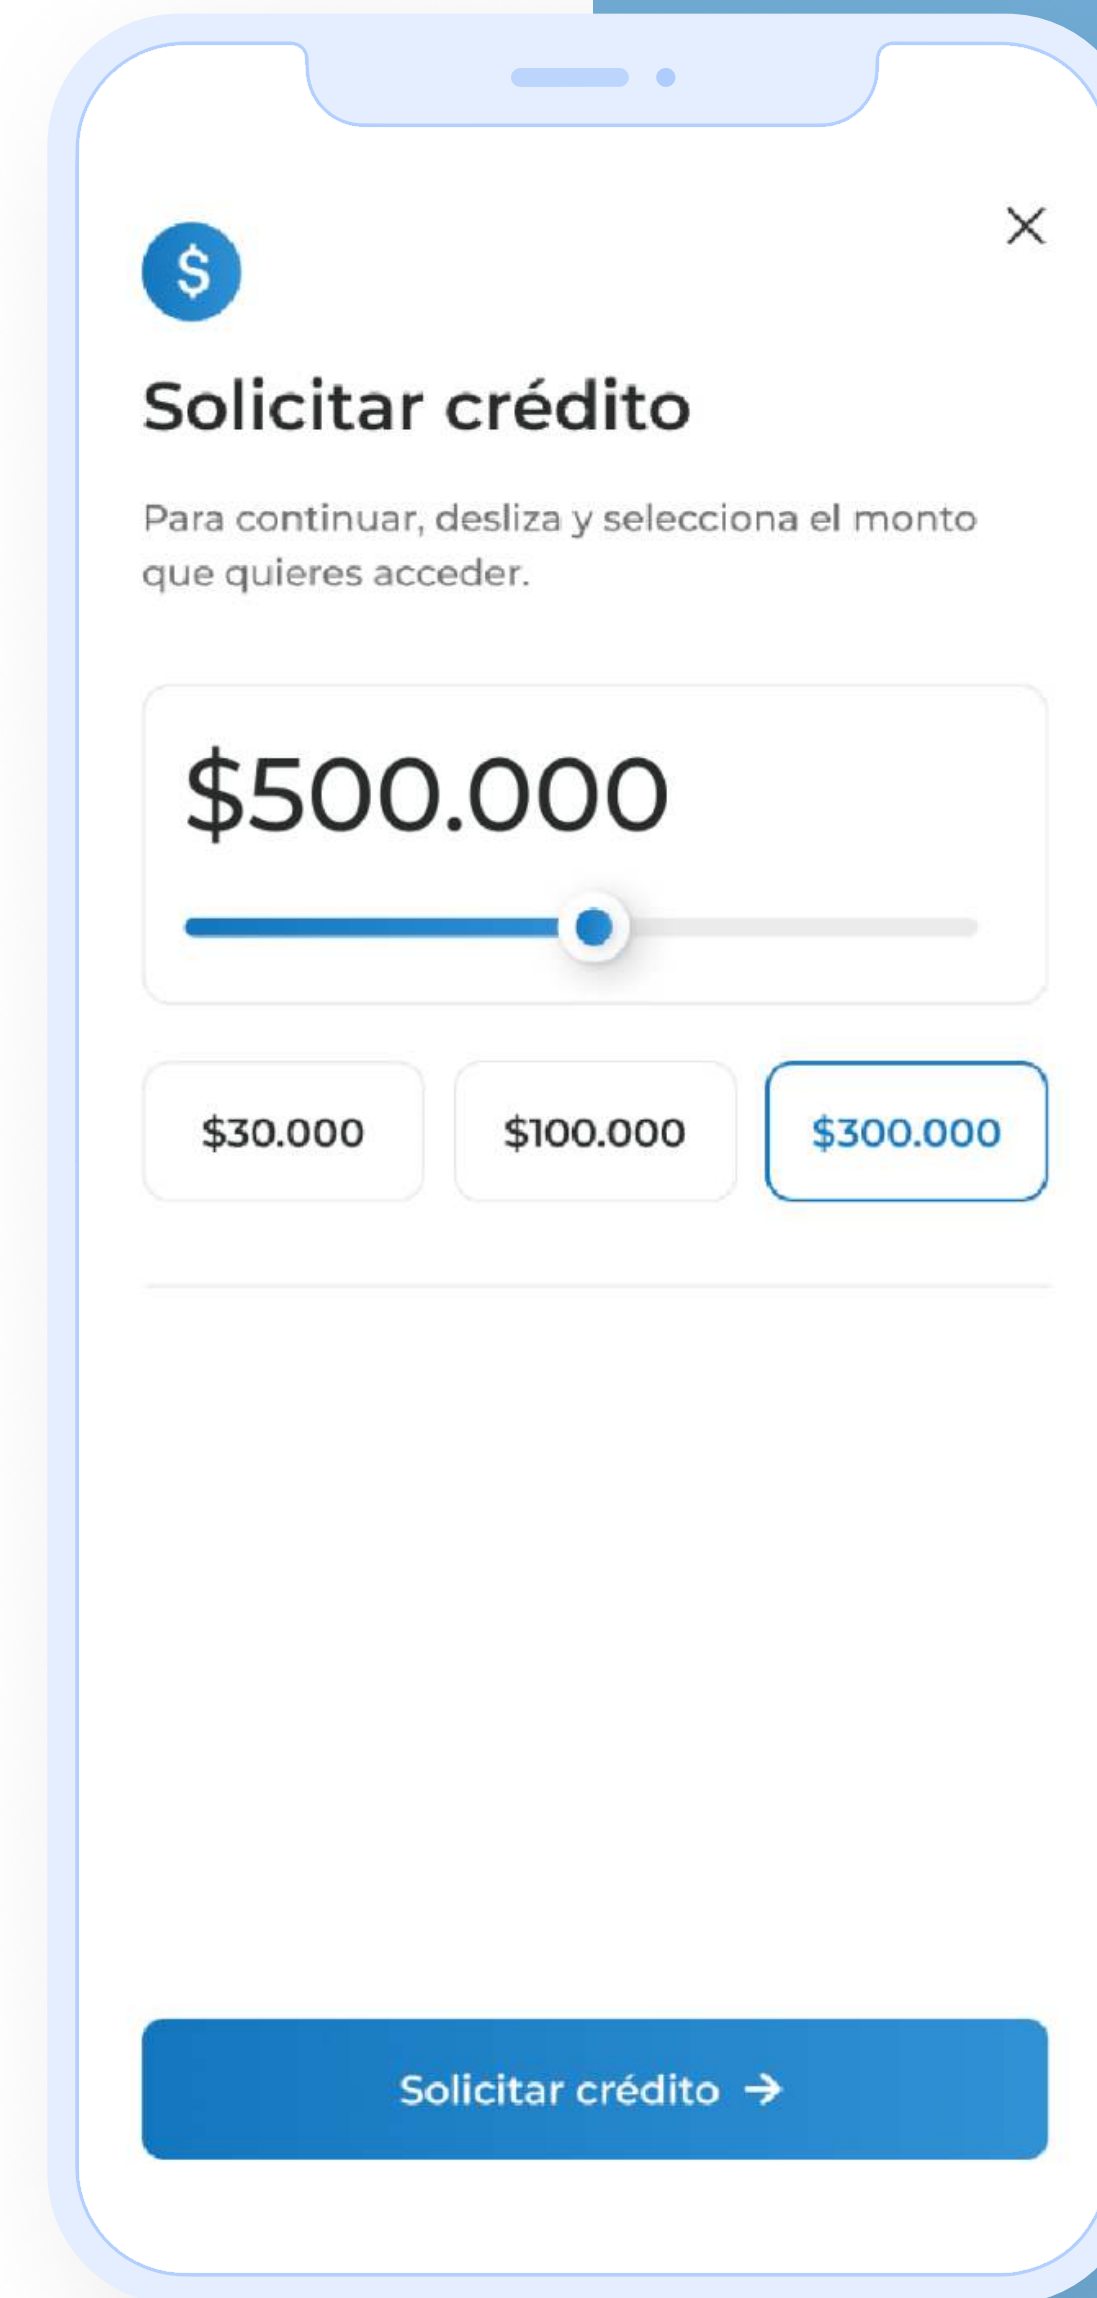 $
Solicitar crédito
Para continuar, desliza y selecciona el monto
que quieres acceder.
$500.000
$30.000 $100.000 $300.000
Solicitar crédito →